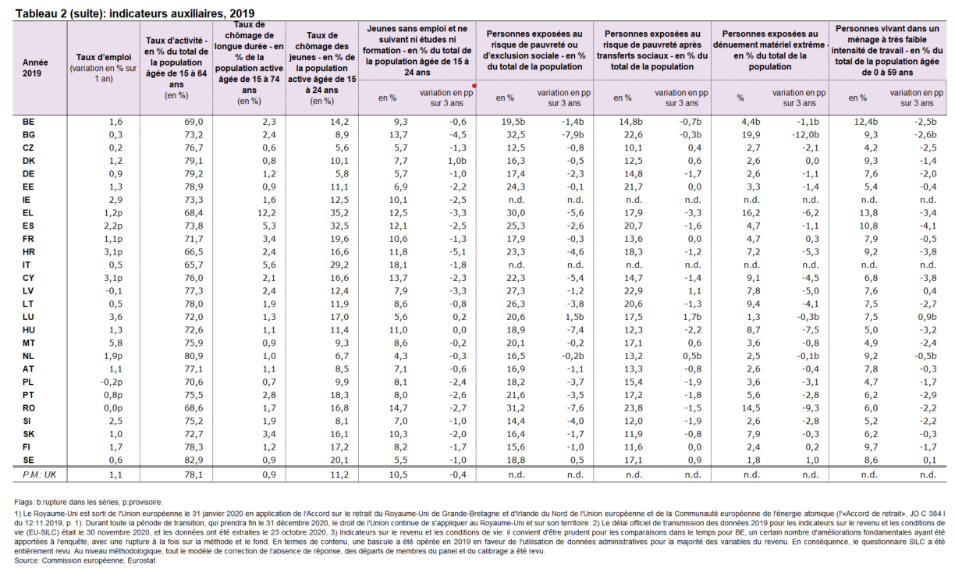 Tableau 2 (suite): indicateurs auxiliaires, 2019
Année 2019 | Taux d'emploi (variation en % sur 1 an) | Taux d'activité - en % du total de la population âgée de 15 à 64 ans (en %) | Taux de chômage de longue durée - en % de la population active âgée de 15 à 74 ans (en %) | Taux de chômage des jeunes - en % de la population active âgée de 15 à 24 ans (en %) | Jeunes sans emploi et ne suivant ni études ni formation - en % du total de la population âgée de 15 à 24 ans | Personnes exposées au risque de pauvreté ou d'exclusion sociale - en % du total de la population | Personnes exposées au risque de pauvreté après transferts sociaux - en % du total de la population | Personnes exposées au dénuement matériel extrême - en % du total de la population | Personnes vivant dans un ménage à très faible intensité de travail - en % du total de la population âgée de 0 à 59 ans
en % | variation en pp sur 3 ans | en % | variation en pp sur 3 ans | en % | variation en pp sur 3 ans | % | variation en pp sur 3 ans | en % | variation en pp sur 3 ans
BE 1,6 69,0 2,3 14,2 9,3 -0,6 19,5b -1,4b 14,8b -0,7b 4,4b -1,1b 12,4b -2,5b
BG 0,3 73,2 2,4 8,9 13,7 -4,5 32,5 -7,9b 22,6 -0,3b 19,9 -12,0b 9,3 -2,6b
CZ 0,2 76,7 0,6 5,6 5,7 -1,3 12,5 -0,8 10,1 0,4 2,7 -2,1 5,4 -2,5
DK 1,2 79,1 0,8 10,1 7,7 1,0b 16,3 -0,5 12,5 0,6 2,6 0,0 9,3 -1,4
DE 0,9 79,2 1,2 5,8 5,7 -1,0 17,4 -2,3 14,8 -1,7 2,6 -1,1 7,6 -2,0
EE 1,3 78,9 0,9 11,1 6,9 -2,2 24,3 -0,1 21,7 0,0 3,3 -1,4 5,4 -0,4
IE 2,9 73,3 1,6 12,5 10,1 -2,5 n.d. n.d. n.d. n.d. n.d. n.d. n.d. n.d.
EL 1,2p 68,4 12,2 35,2 12,5 -3,3 30,0 -5,6 17,9 -3,3 16,2 -6,2 13,8 -3,4
ES 2,2p 73,8 5,3 32,5 12,1 -2,5 25,3 -2,6 20,7 -1,6 4,7 -1,1 10,8 -4,1
FR 1,1p 71,7 3,4 19,6 10,6 -1,3 17,9 -0,3 13,6 0,0 4,7 0,3 7,9 -0,5
HR 3,1p 66,5 2,4 16,6 11,8 -5,1 23,3 -4,6 18,3 -1,2 7,2 -5,3 9,2 -3,8
IT 0,5 65,7 5,6 29,2 18,1 -1,8 n.d. n.d. n.d. n.d. n.d. n.d. n.d. n.d.
CY 3,1p 76,0 2,1 16,6 13,7 -2,3 22,3 -5,4 14,7 -1,4 9,1 -4,5 6,8 -3,8
LV -0,1 77,3 2,4 12,4 7,9 -3,3 27,3 -1,2 22,9 1,1 7,8 -5,0 7,6 0,4
LT 0,5 78,0 1,9 11,9 8,6 -0,8 26,3 -3,8 20,6 -1,3 9,4 -4,1 7,5 -2,7
LU 3,6 72,0 1,3 17,0 5,6 0,2 20,6 1,5b 17,5 1,7b 1,3 -0,3b 7,5 0,9b
HU 1,3 72,6 1,1 11,4 11,0 0,0 18,9 -7,4 12,3 -2,2 8,7 -7,5 5,0 -3,2
MT 5,8 75,9 0,9 9,3 8,6 -0,2 20,1 -0,2 17,1 0,6 3,6 -0,8 4,9 -2,4
NL 1,9p 80,9 1,0 6,7 4,3 -0,3 16,5 -0,2b 13,2 0,5b 2,5 -0,1b 9,2 -0,5b
AT 1,1 77,1 1,1 8,5 7,1 -0,6 16,9 -1,1 13,3 -0,8 2,6 -0,4 7,8 -0,3
PL -0,2p 70,6 0,7 9,9 8,1 -2,4 18,2 -3,7 15,4 -1,9 3,6 -3,1 4,7 -1,7
PT 0,8p 75,5 2,8 18,3 8,0 -2,6 21,6 -3,5 17,2 -1,8 5,6 -2,8 6,2 -2,9
RO 0,0p 68,6 1,7 16,8 14,7 -2,7 31,2 -7,6 23,8 -1,5 14,5 -9,3 6,0 -2,2
SI 2,5 75,2 1,9 8,1 7,0 -1,0 14,4 -4,0 12,0 -1,9 2,6 -2,8 5,2 -2,2
SK 1,0 72,7 3,4 16,1 10,3 -2,0 16,4 -1,7 11,9 -0,8 7,9 -0,3 6,2 -0,3
FI 1,7 78,3 1,2 17,2 8,2 -1,7 15,6 -1,0 11,6 0,0 2,4 0,2 9,7 -1,7
SE 0,6 82,9 0,9 20,1 5,5 -1,0 18,8 0,5 17,1 0,9 1,8 1,0 8,6 0,1
P.M.: UK 1,1 78,1 0,9 11,2 10,5 -0,4 n.d. n.d. n.d. n.d. n.d. n.d. n.d. n.d.
Flags: b:rupture dans les séries, p:provisoire.
1) Le Royaume-Uni est sorti de l'Union européenne le 31 janvier 2020 en application de l'Accord sur le retrait du Royaume-Uni de Grande-Bretagne et d'Irlande du Nord de l'Union européenne et de la Communauté européenne de l'énergie atomique (l'«Accord de retrait», JO C 384 I
du 12.11.2019, p. 1). Durant toute la période de transition, qui prendra fin le 31 décembre 2020, le droit de l'Union continue de s'appliquer au Royaume-Uni et sur son territoire. 2) Le délai officiel de transmission des données 2019 pour les indicateurs sur le revenu et les conditions de
vie (EU-SILC) était le 30 novembre 2020, et les données ont été extraites le 23 octobre 2020, 3) Indicateurs sur le revenu et les conditions de vie: il convient d'être prudent pour les comparaisons dans le temps pour BE, un certain nombre d'améliorations fondamentales ayant été
apportées à l'enquête, avec une rupture à la fois sur la méthode et le fond. En termes de contenu, une bascule a été opérée en 2019 en faveur de l'utilisation de données administratives pour la majorité des variables du revenu. En conséquence, le questionnaire SILC a été
entièrement revu. Au niveau méthodologique, tout le modèle de correction de l'absence de réponse, des départs de membres du panel et du calibrage a été revu.
Source: Commission européenne, Eurostat.